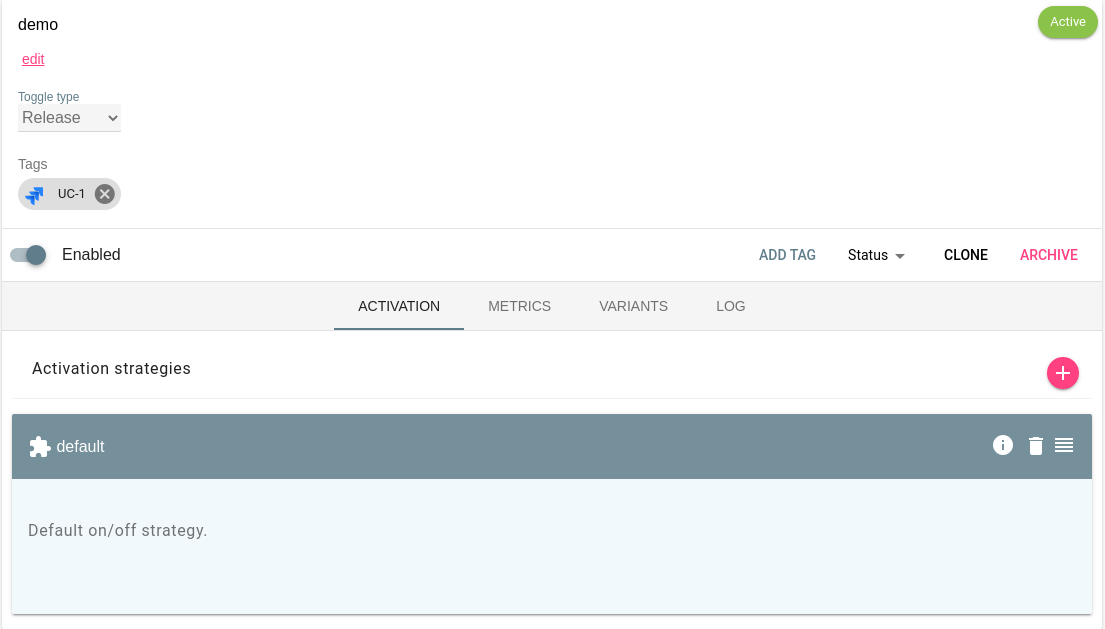 demo
Active
edit
Toggle type
Release
Tags
UC-1
Enabled
ADD TAG
Status
CLONE
ARCHIVE
ACTIVATION
METRICS
VARIANTS
LOG
Activation strategies
default
Default on/off strategy.